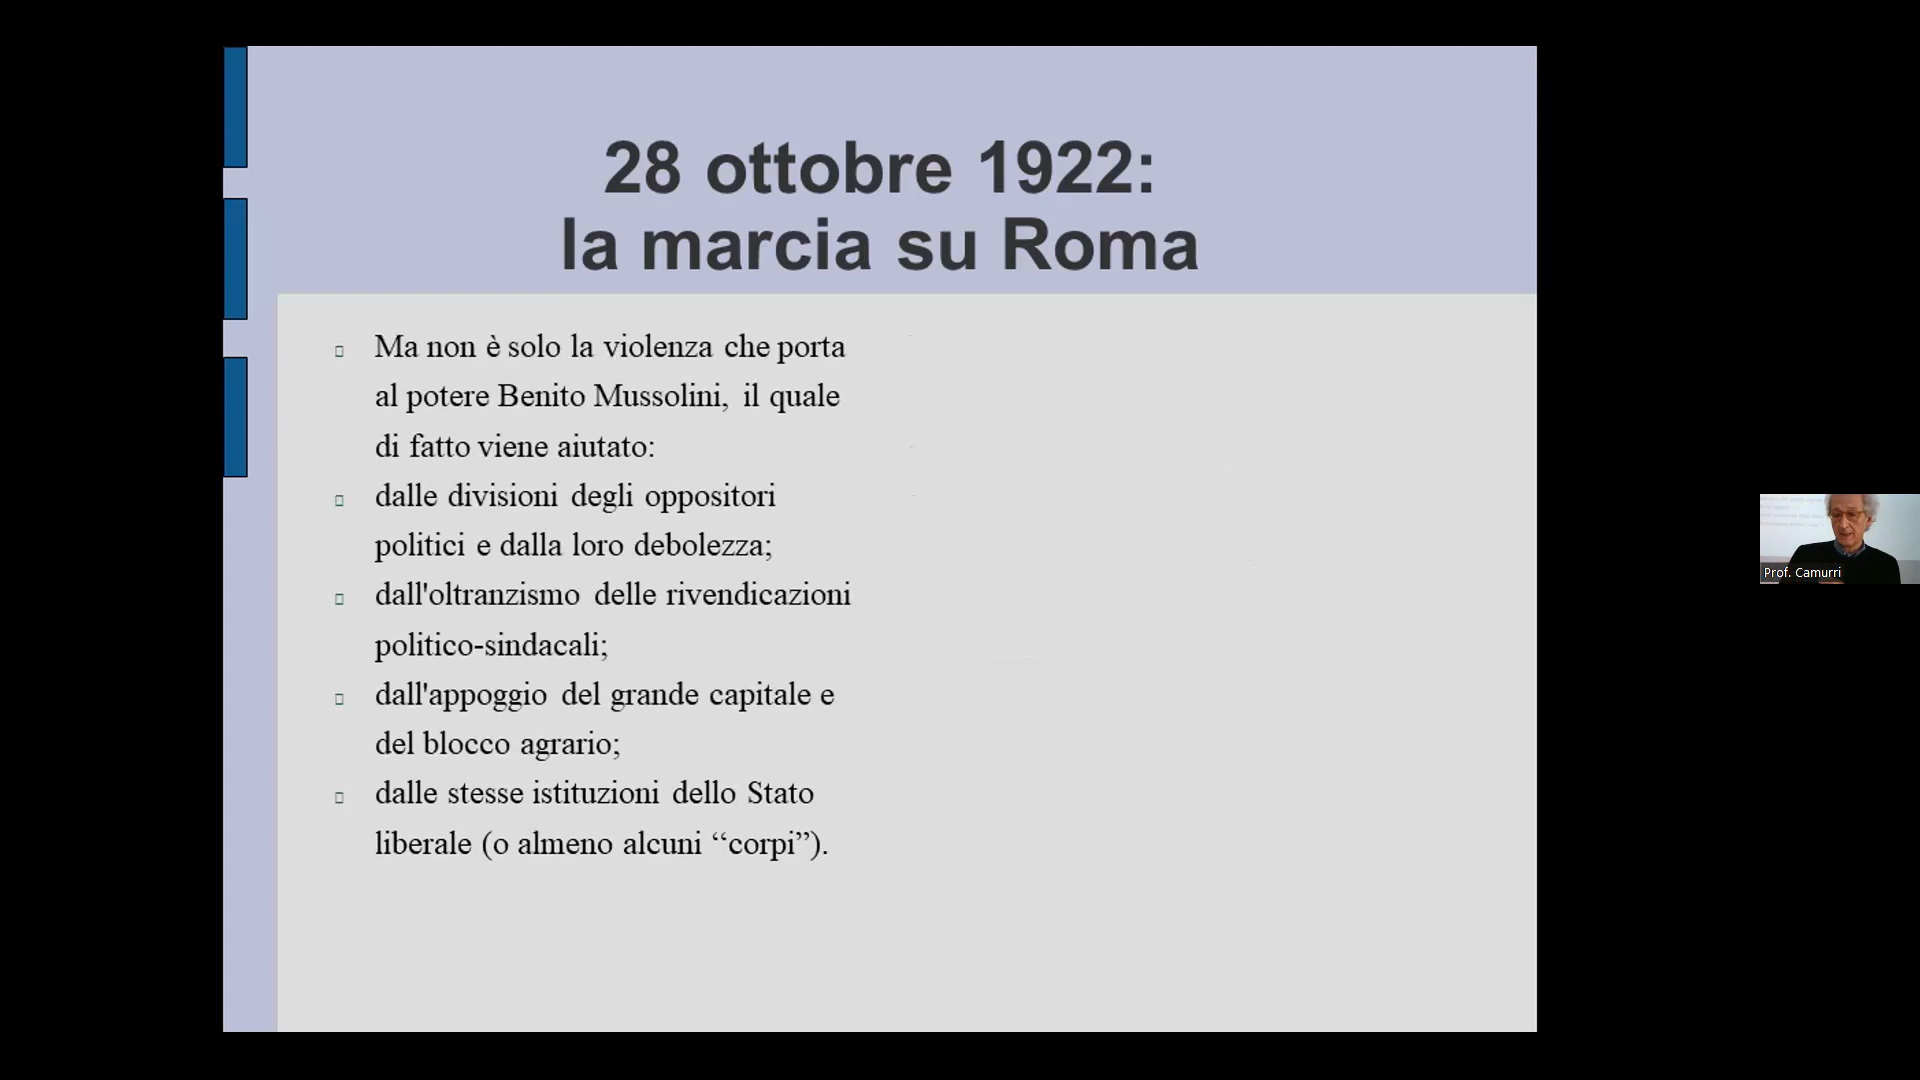 28 ottobre 1922:
la marcia su Roma
Ma non è solo la violenza che porta
al potere Benito Mussolini, il quale
di fatto viene aiutato:
dalle divisioni degli oppositori
politici e dalla loro debolezza;
dall'oltranzismo delle rivendicazioni
politico-sindacali;
dall'appoggio del grande capitale e
del blocco agrario;
dalle stesse istituzioni dello Stato
liberale (o almeno alcuni “corpi”).
Prof. Camurri